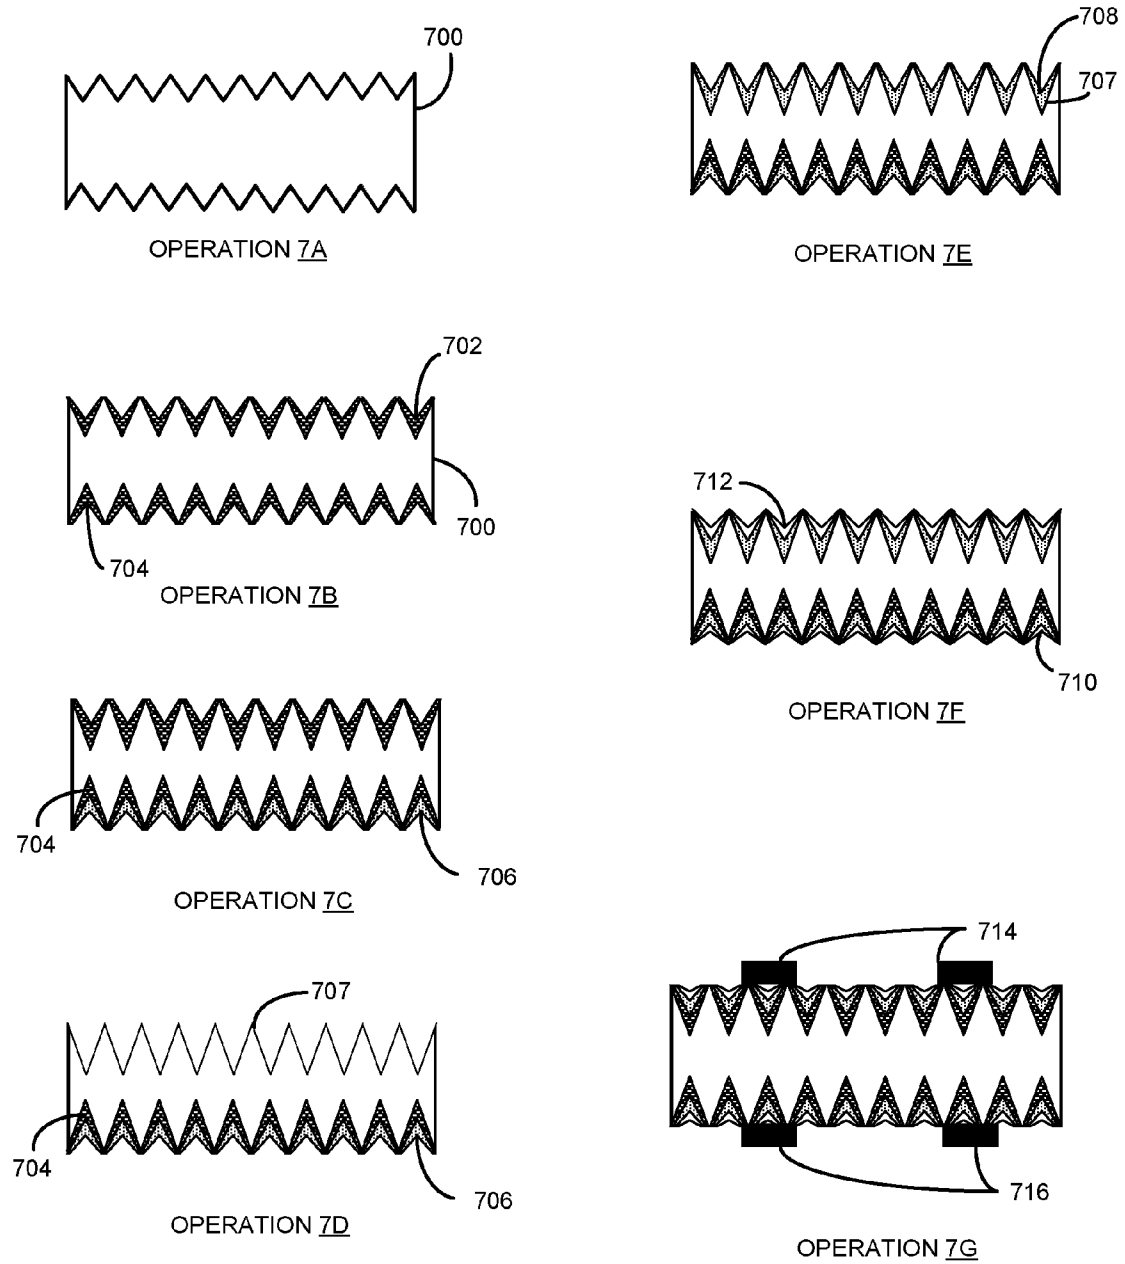 700
OPERATION 7A
702
700
704
OPERATION 7B
704
706
OPERATION 7C
707
704
706
OPERATION 7D
708
707
OPERATION 7E
712
710
OPERATION 7F
714
716
OPERATION 7G